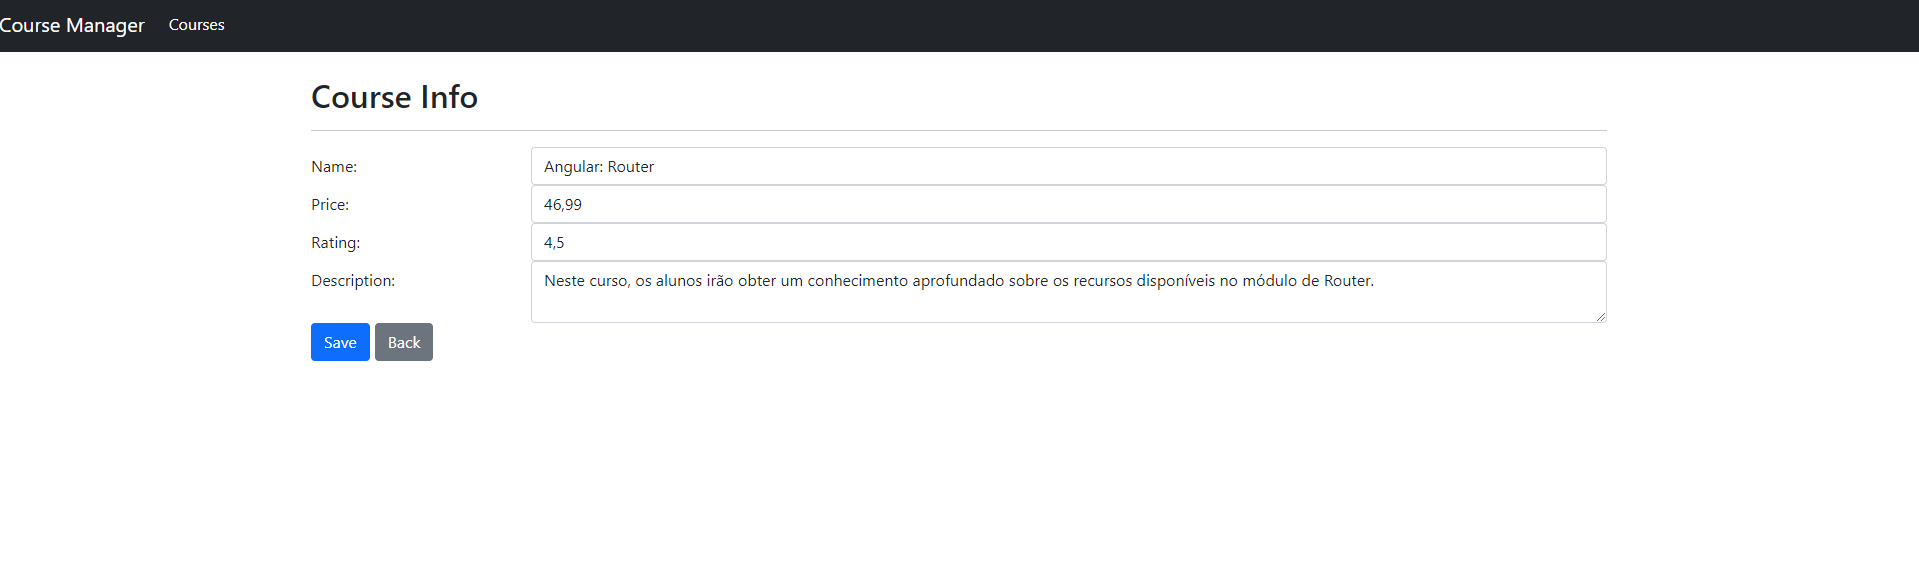 Course Manager Courses
Course Info
Name: Angular: Router
Price: 46,99
Rating: 4,5
Description: Neste curso, os alunos irão obter um conhecimento aprofundado sobre os recursos disponíveis no módulo de Router.
Save Back